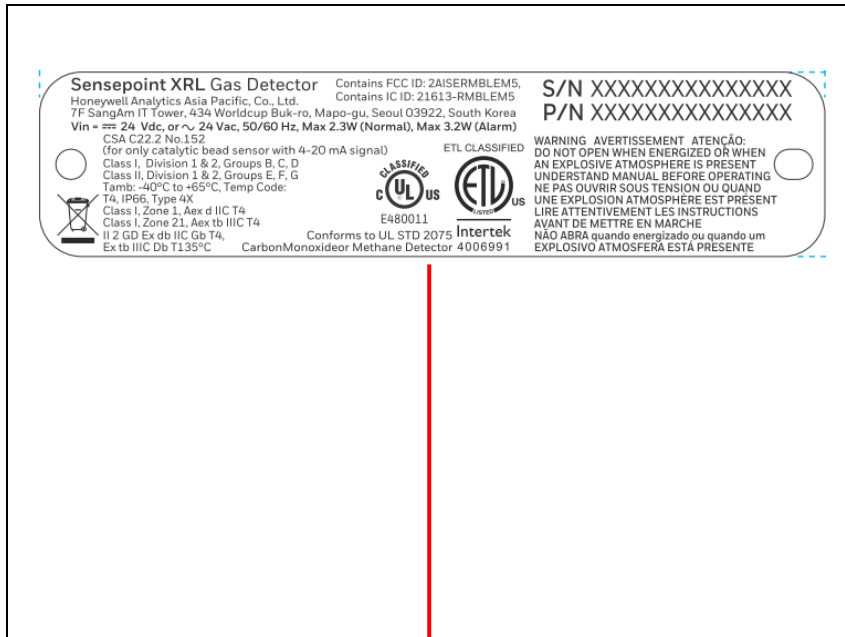 Sensepoint XRL Gas Detector
Contains FCC ID: 2AISERMBLEM5,
Contains IC ID: 21613-RMBLEM5
Honeywell Analytics Asia Pacific, Co., Ltd.
7F SangAm IT Tower, 434 Worldcup Buk-ro, Mapo-gu, Seoul 03922, South Korea
Vin = ⎓ 24 Vdc, or ∿ 24 Vac, 50/60 Hz, Max 2.3W (Normal), Max 3.2W (Alarm)
CSA C22.2 No.152
(for only catalytic bead sensor with 4-20 mA signal)
Class I, Division 1 & 2, Groups B, C, D
Class II, Division 1 & 2, Groups E, F, G
Tamb: -40°C to +65°C, Temp Code:
T4, IP66, Type 4X
Class I, Zone 1, Aex d IIC T4
Class I, Zone 21, Aex tb IIIC T4
II 2 GD Ex db IIC Gb T4,
Ex tb IIIC Db T135°C
CLASSIFIED
C UL US
E480011
ETL CLASSIFIED
ETL
LISTED
US
Intertek
4006991
Conforms to UL STD 2075
CarbonMonoxideor Methane Detector
S/N XXXXXXXXXXXXXXX
P/N XXXXXXXXXXXXXXX
WARNING AVERTISSEMENT ATENÇÃO:
DO NOT OPEN WHEN ENERGIZED OR WHEN
AN EXPLOSIVE ATMOSPHERE IS PRESENT
UNDERSTAND MANUAL BEFORE OPERATING
NE PAS OUVRIR SOUS TENSION OU QUAND
UNE EXPLOSION ATMOSPHÈRE EST PRÉSENT
LIRE ATTENTIVEMENT LES INSTRUCTIONS
AVANT DE METTRE EN MARCHE
NÃO ABRA quando energizado ou quando um
EXPLOSIVO ATMOSFERA ESTÁ PRESENTE